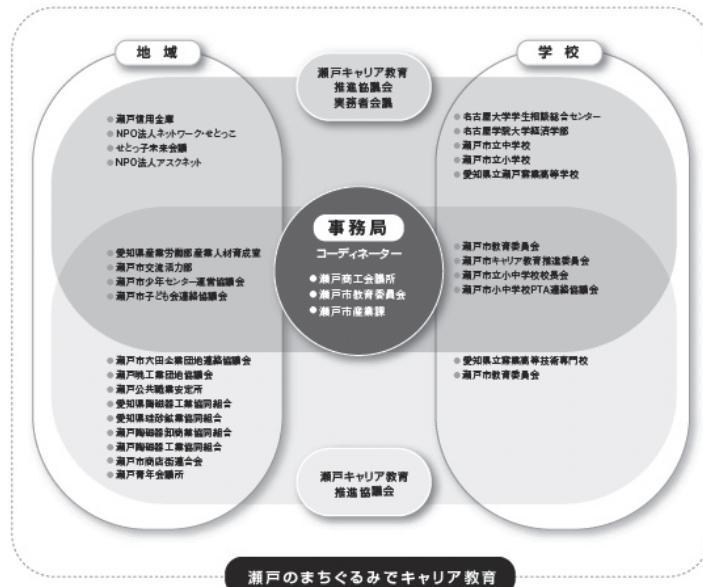 地域
瀬戸キャリア教育
推進協議会
実務者会議
学校
瀬戸信用金庫
NPO法人ネットワーク・せとっこ
せとっ子未来会議
NPO法人アスクネット
名古屋大学学生相談総合センター
名古屋学院大学経済学部
瀬戸市立中学校
瀬戸市立小学校
愛知県立瀬戸窯業高等学校
事務局
コーディネーター
瀬戸商工会議所
瀬戸市教育委員会
瀬戸市産業課
愛知県産業労働部産業人材育成室
瀬戸市交流活力部
瀬戸市少年センター運営協議会
瀬戸市子ども会連絡協議会
瀬戸市教育委員会
瀬戸市キャリア教育推進委員会
瀬戸市立小中学校校長会
瀬戸市小中学校PTA連絡協議会
瀬戸市穴田企業団地連絡協議会
瀬戸暁工業団地協議会
瀬戸公共職業安定所
愛知県陶磁器工業協同組合
愛知県珪砂鉱業協同組合
瀬戸陶磁器卸商業協同組合
瀬戸陶磁器工業協同組合
瀬戸市商店街連合会
瀬戸青年会議所
愛知県立窯業高等技術専門校
瀬戸市教育委員会
瀬戸キャリア教育
推進協議会
瀬戸のまちぐるみでキャリア教育